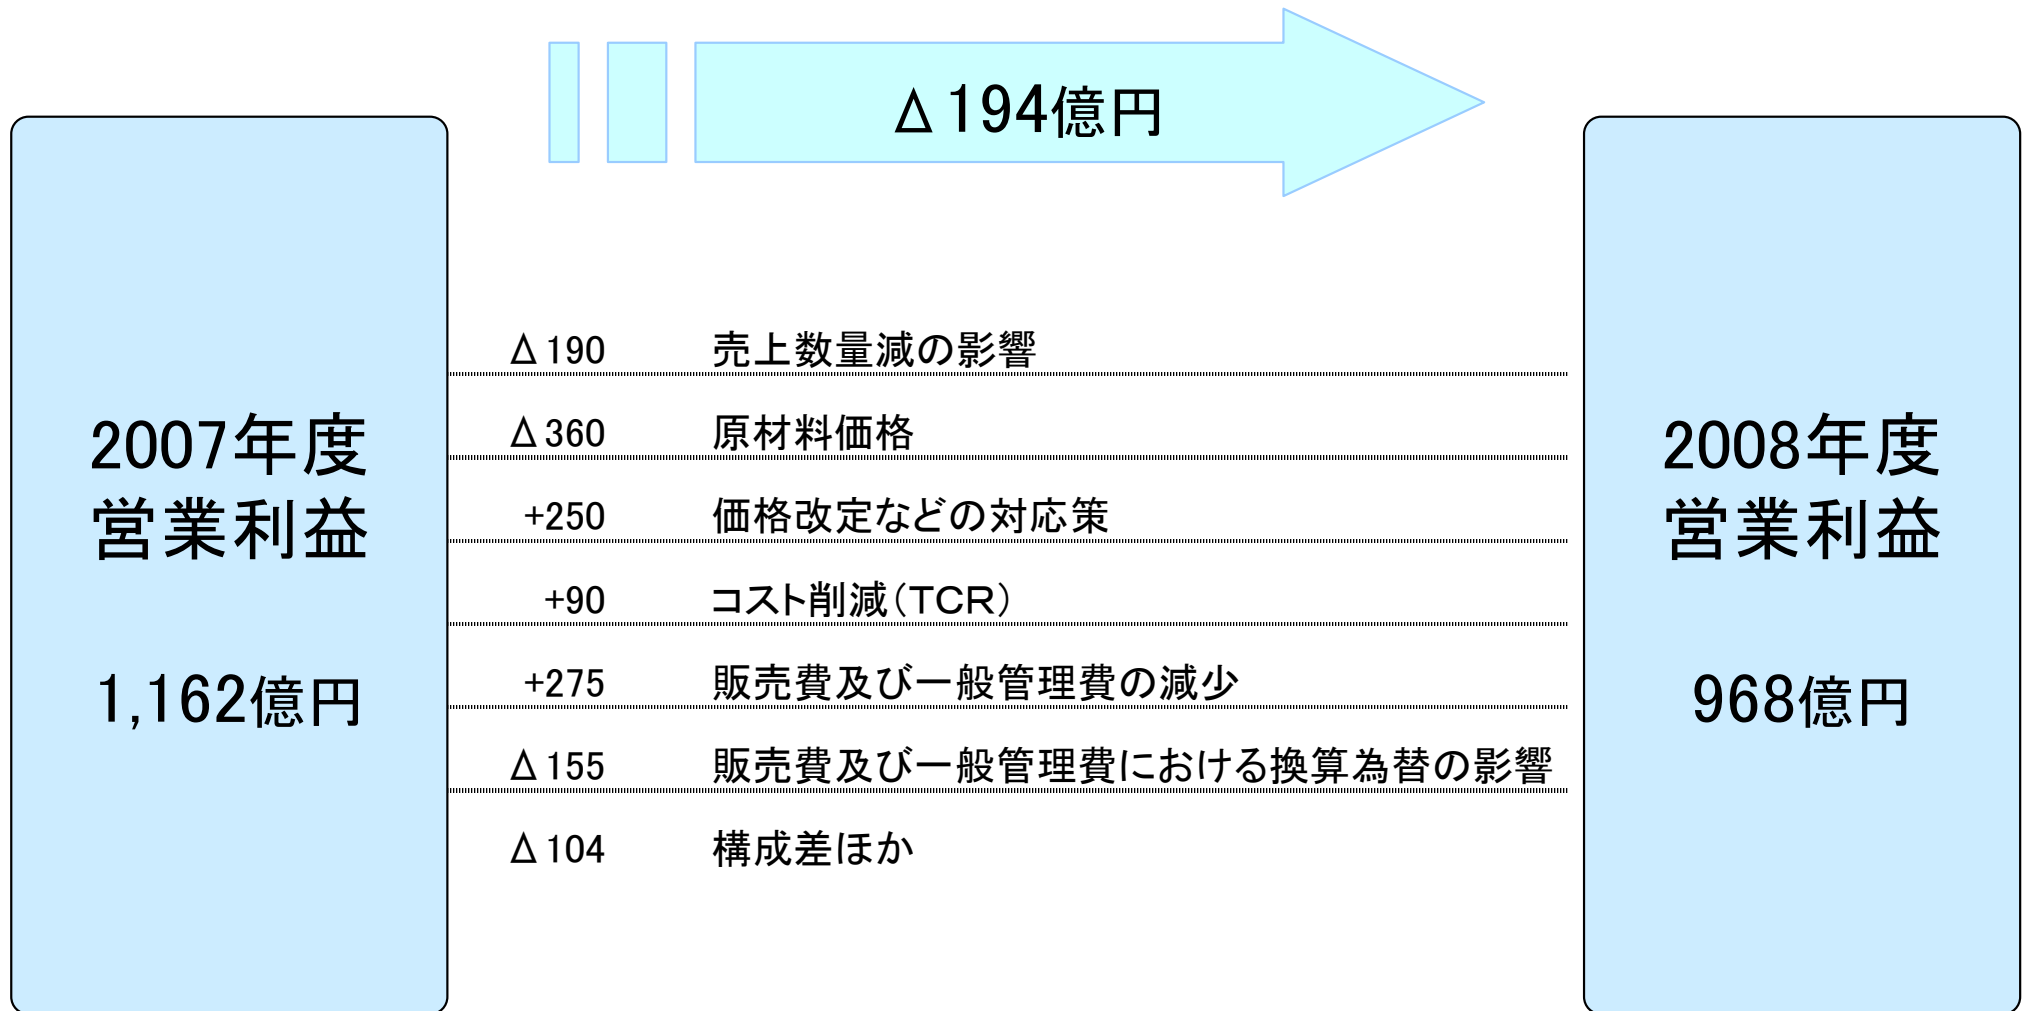 Δ194億円
2007年度
営業利益
1,162億円
Δ190 売上数量減の影響
Δ360 原材料価格
+250 価格改定などの対応策
+90 コスト削減（TCR）
+275 販売費及び一般管理費の減少
Δ155 販売費及び一般管理費における換算為替の影響
Δ104 構成差ほか
2008年度
営業利益
968億円